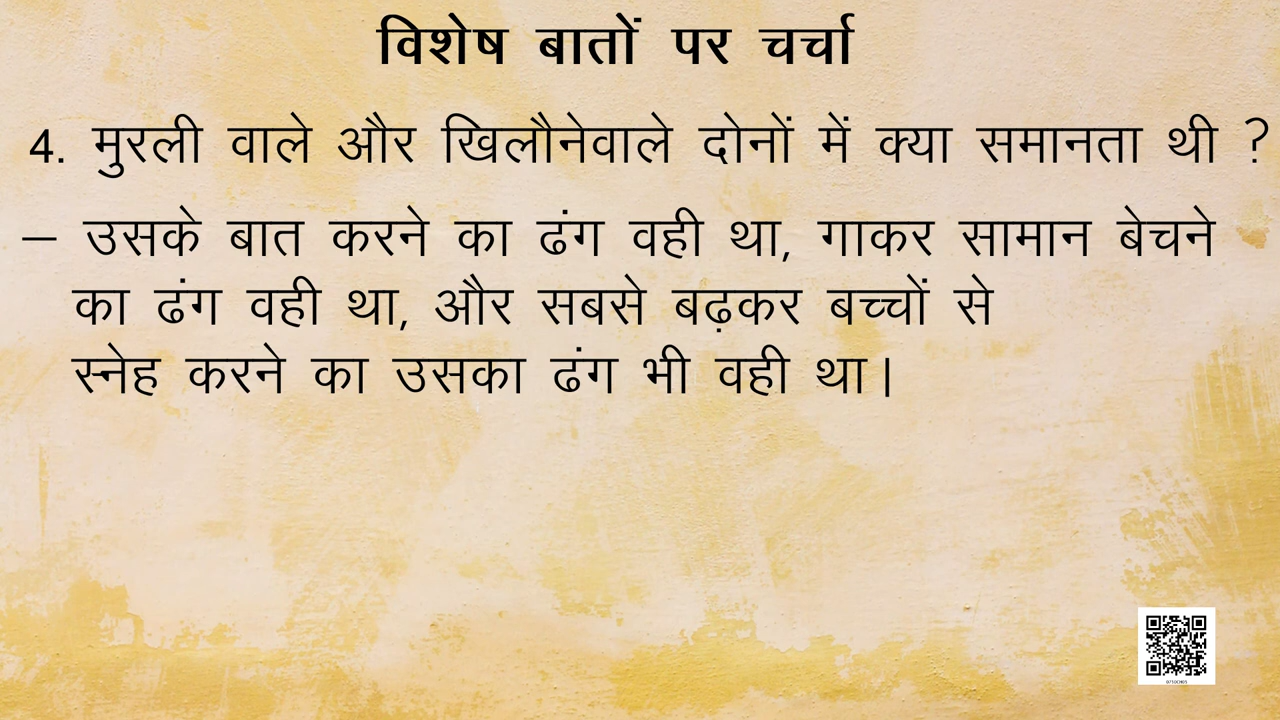 विशेष बातों पर चर्चा
4. मुरली वाले और खिलौनेवाले दोनों में क्या समानता थी ?
– उसके बात करने का ढंग वही था, गाकर सामान बेचने
का ढंग वही था, और सबसे बढ़कर बच्चों से
स्नेह करने का उसका ढंग भी वही था।